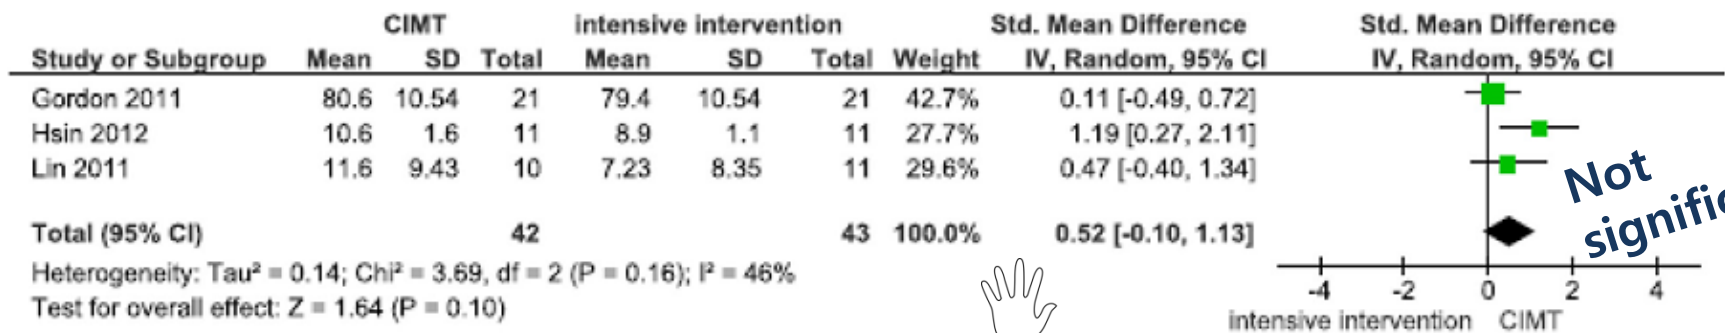 CIMT intensive intervention Std. Mean Difference Std. Mean Difference
Study or Subgroup Mean SD Total Mean SD Total Weight IV, Random, 95% CI IV, Random, 95% CI
Gordon 2011 80.6 10.54 21 79.4 10.54 21 42.7% 0.11 [-0.49, 0.72]
Hsin 2012 10.6 1.6 11 8.9 1.1 11 27.7% 1.19 [0.27, 2.11]
Lin 2011 11.6 9.43 10 7.23 8.35 11 29.6% 0.47 [-0.40, 1.34]
Not
Total (95% CI) 42 43 100.0% 0.52 [-0.10, 1.13]
Heterogeneity: Tau² = 0.14; Chi² = 3.69, df = 2 (P = 0.16); I² = 46%
-4 -2 0 2 4
Test for overall effect: Z = 1.64 (P = 0.10)
intensive intervention CIMT